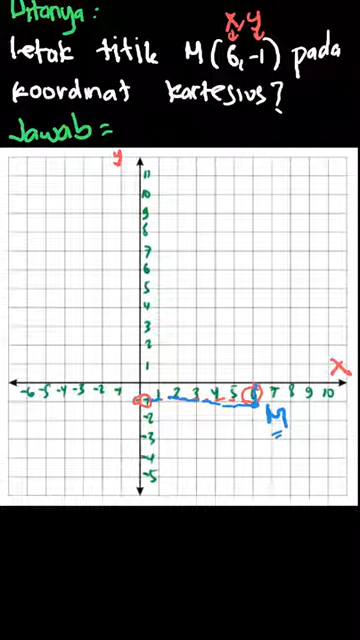 Ditanya:
x, y
letak titik M (6, -1) pada
koordinat kartesius?
Jawab =
y
11
10
9
8
7
6
5
4
3
2
1
x
-6 -5 -4 -3 -2 -1 1 2 3 4 5 6 7 8 9 10
-1
M
-2
-3
-4
-5